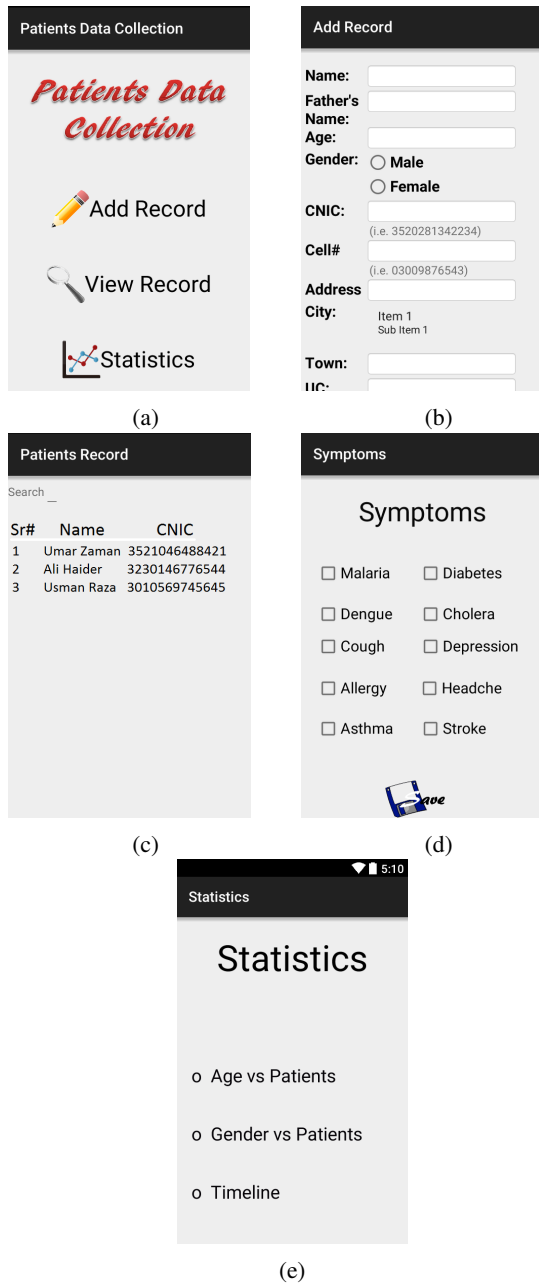 Patients Data Collection
Patients Data
Collection
Add Record
View Record
Statistics
(a)
Add Record
Name:
Father's
Name:
Age:
Gender:
Male
Female
CNIC:
(i.e. 3520281342234)
Cell#
(i.e. 03009876543)
Address
City:
Item 1
Sub Item 1
Town:
UC:
(b)
Patients Record
Search
Sr# Name CNIC
1 Umar Zaman 3521046488421
2 Ali Haider 3230146776544
3 Usman Raza 3010569745645
(c)
Symptoms
Symptoms
Malaria Diabetes
Dengue Cholera
Cough Depression
Allergy Headche
Asthma Stroke
Save
(d)
5:10
Statistics
Statistics
o Age vs Patients
o Gender vs Patients
o Timeline
(e)